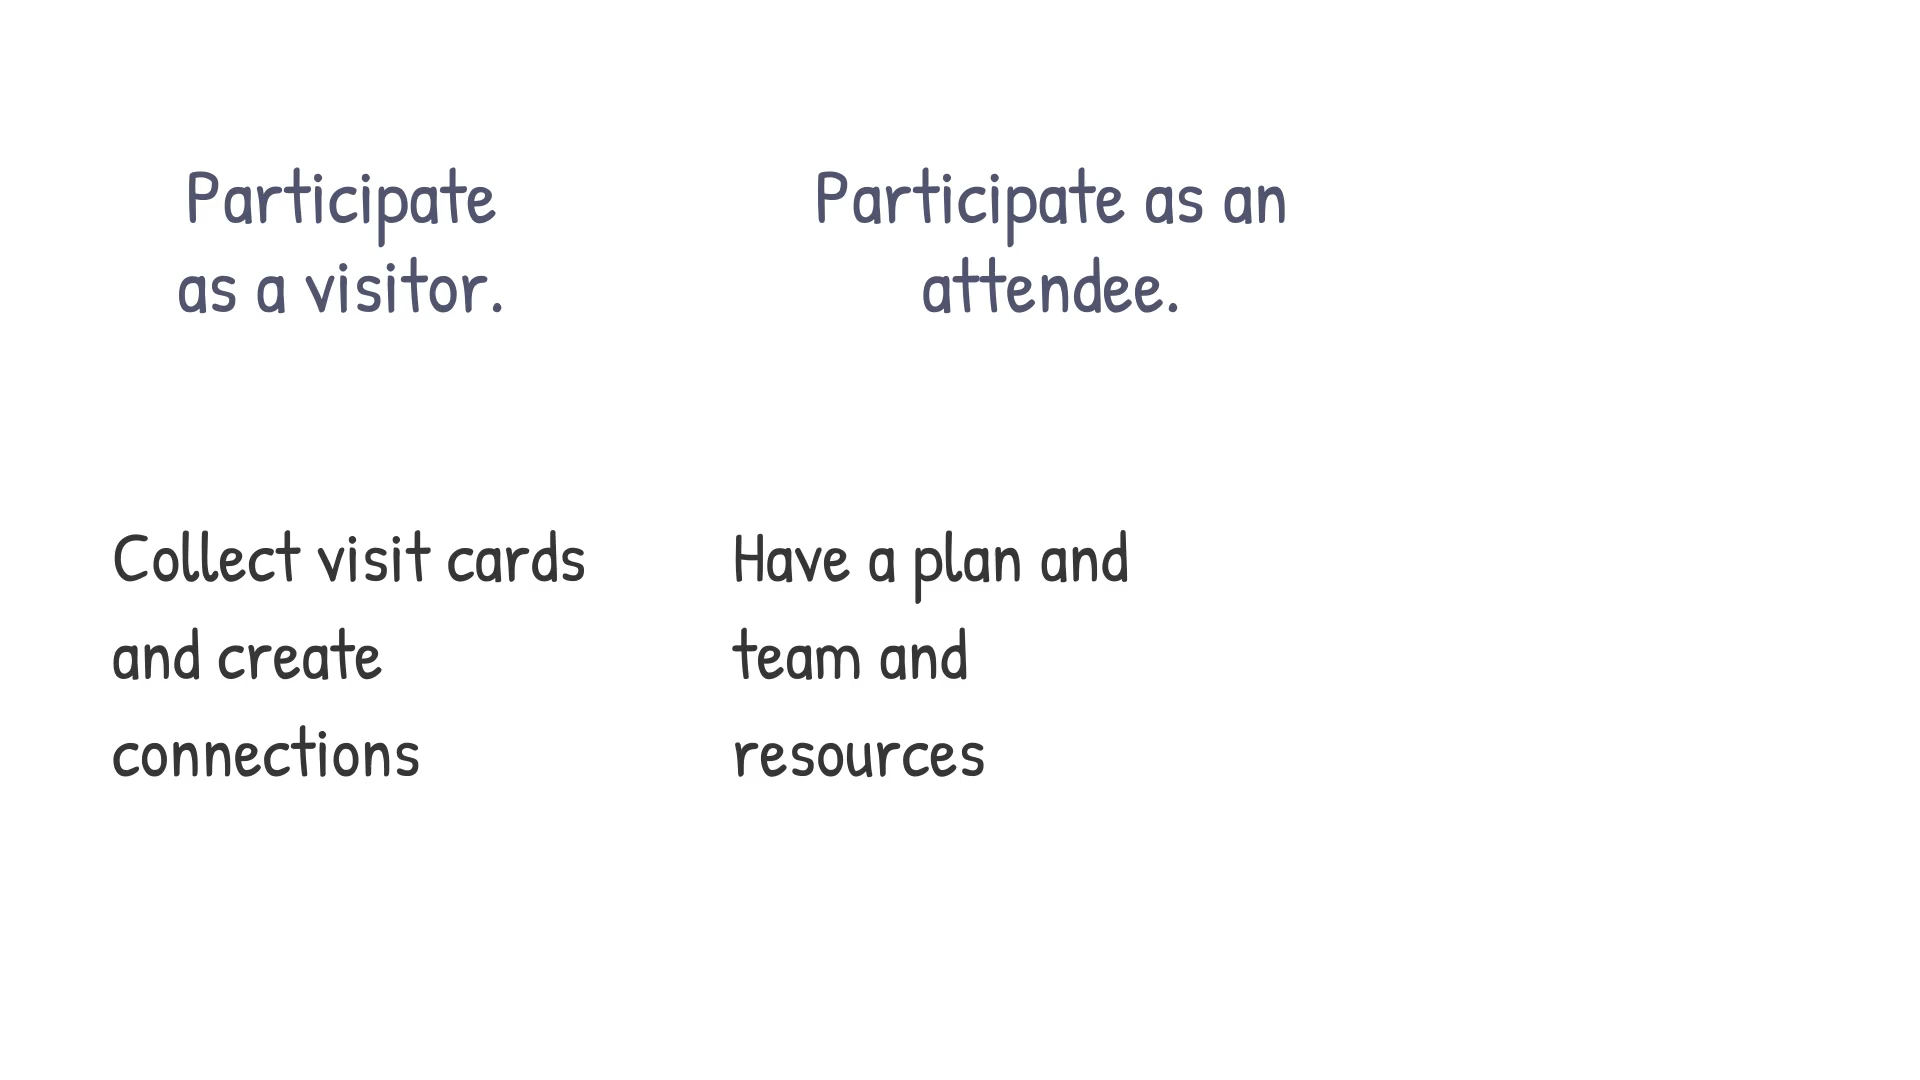 Participate
as a visitor.
Participate as an
attendee.
Collect visit cards
and create
connections
Have a plan and
team and
resources